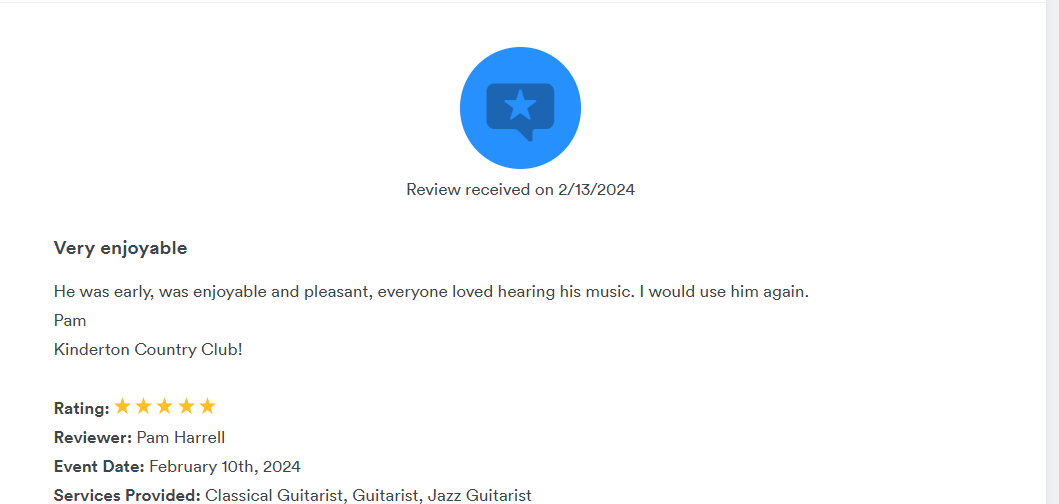 Review received on 2/13/2024
Very enjoyable
He was early, was enjoyable and pleasant, everyone loved hearing his music. I would use him again.
Pam
Kinderton Country Club!
Rating:
Reviewer: Pam Harrell
Event Date: February 10th, 2024
Services Provided: Classical Guitarist, Guitarist, Jazz Guitarist